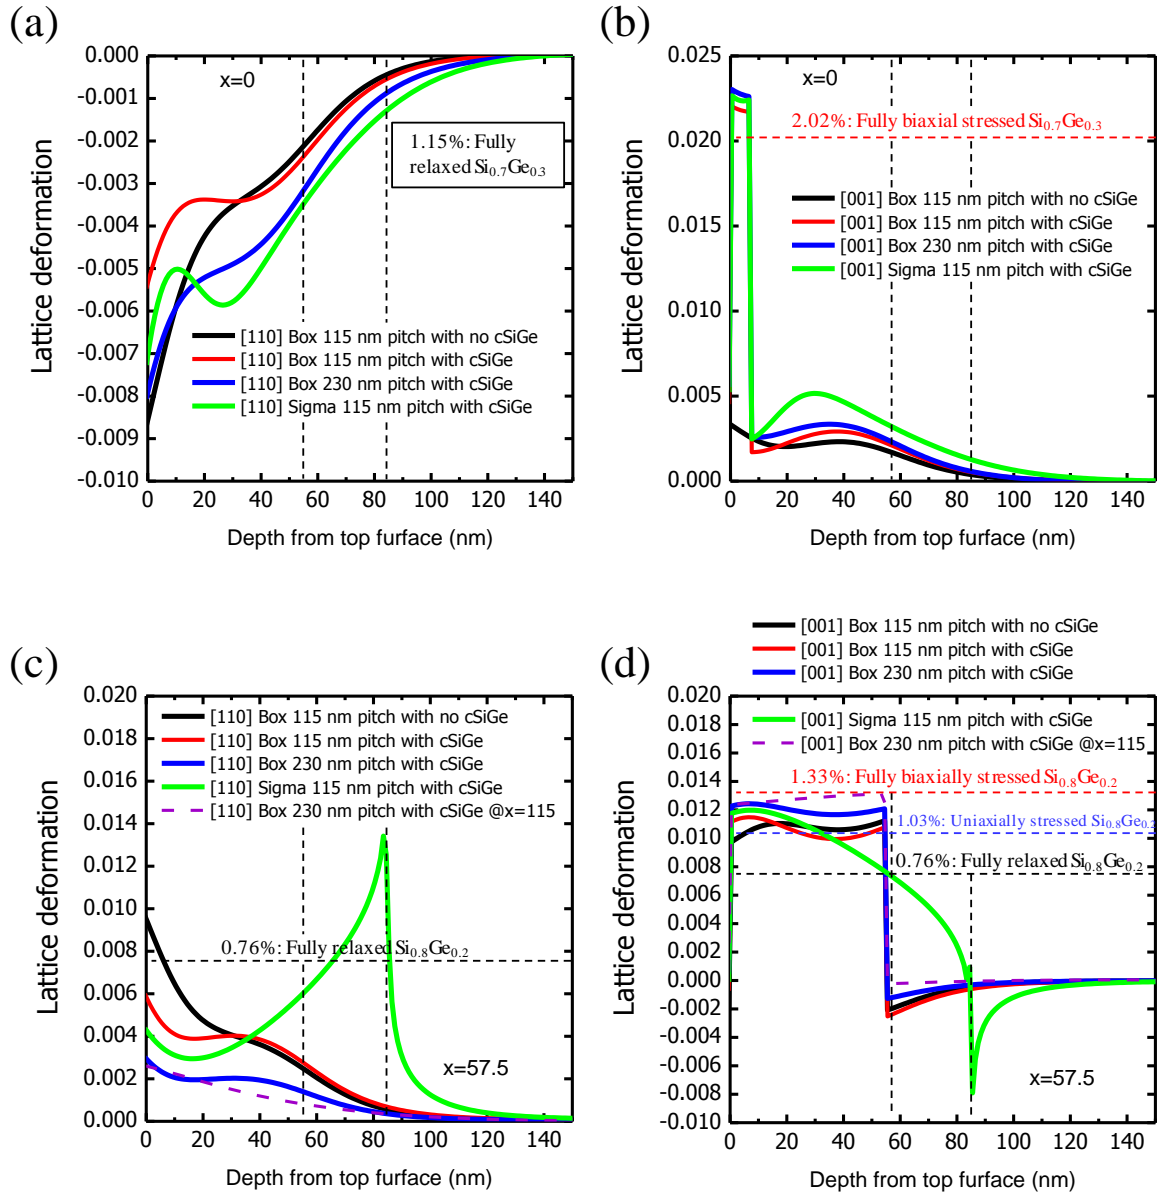 (a)
0.000
-0.001
-0.002
-0.003
-0.004
-0.005
-0.006
-0.007
-0.008
-0.009
-0.010
Lattice deformation
x=0
1.15%: Fully
relaxed Si0.7Ge0.3
[110] Box 115 nm pitch with no cSiGe
[110] Box 115 nm pitch with cSiGe
[110] Box 230 nm pitch with cSiGe
[110] Sigma 115 nm pitch with cSiGe
0 20 40 60 80 100 120 140
Depth from top furface (nm)
(b)
0.025
0.020
0.015
0.010
0.005
0.000
Lattice deformation
x=0
2.02%: Fully biaxial stressed Si0.7Ge0.3
[001] Box 115 nm pitch with no cSiGe
[001] Box 115 nm pitch with cSiGe
[001] Box 230 nm pitch with cSiGe
[001] Sigma 115 nm pitch with cSiGe
0 20 40 60 80 100 120 140
Depth from top furface (nm)
(c)
0.020
0.018
0.016
0.014
0.012
0.010
0.008
0.006
0.004
0.002
0.000
Lattice deformation
[110] Box 115 nm pitch with no cSiGe
[110] Box 115 nm pitch with cSiGe
[110] Box 230 nm pitch with cSiGe
[110] Sigma 115 nm pitch with cSiGe
[110] Box 230 nm pitch with cSiGe @x=115
0.76%: Fully relaxed Si0.8Ge0.2
x=57.5
0 20 40 60 80 100 120 140
Depth from top furface (nm)
(d)
[001] Box 115 nm pitch with no cSiGe
[001] Box 115 nm pitch with cSiGe
[001] Box 230 nm pitch with cSiGe
0.020
0.018
0.016
0.014
0.012
0.010
0.008
0.006
0.004
0.002
0.000
-0.002
-0.004
-0.006
-0.008
-0.010
Lattice deformation
[001] Sigma 115 nm pitch with cSiGe
[001] Box 230 nm pitch with cSiGe @x=115
1.33%: Fully biaxially stressed Si0.8Ge0.2
1.03%: Uniaxially stressed Si0.8Ge0.2
0.76%: Fully relaxed Si0.8Ge0.2
x=57.5
0 20 40 60 80 100 120 140
Depth from top furface (nm)